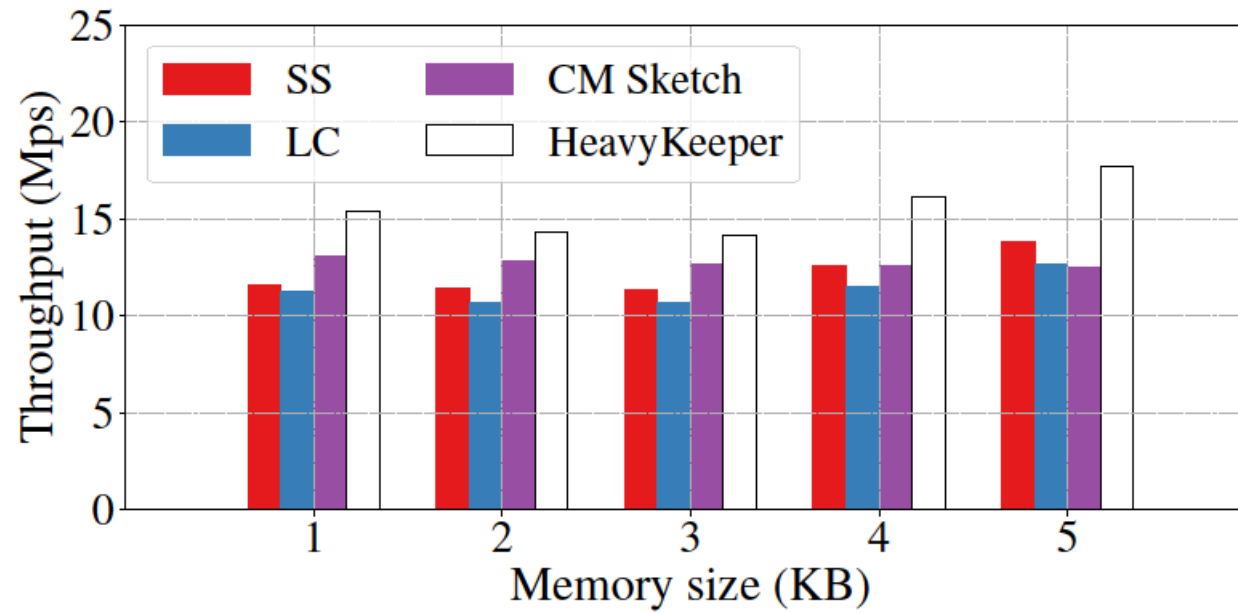 25
20
15
10
5
0
Throughput (Mps)
SS
CM Sketch
LC
HeavyKeeper
1 2 3 4 5
Memory size (KB)